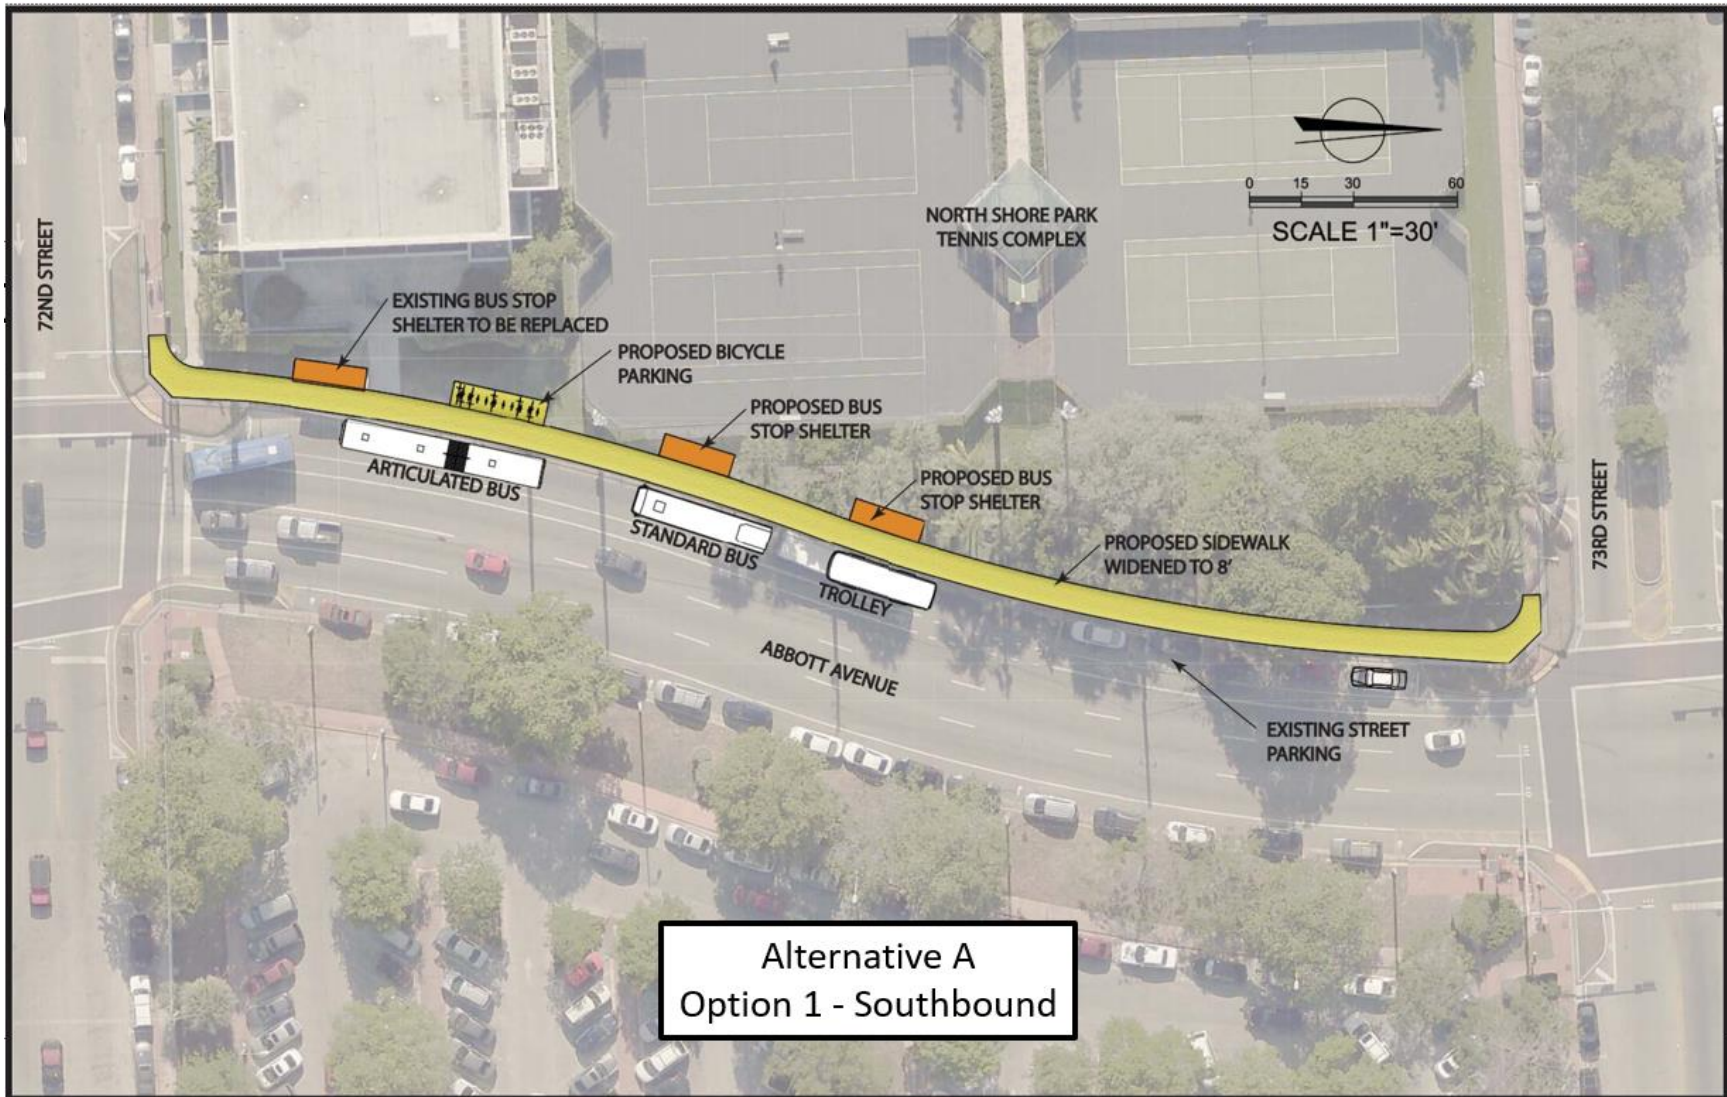 0 15 30 60
SCALE 1"=30'
NORTH SHORE PARK
TENNIS COMPLEX
72ND STREET
EXISTING BUS STOP
SHELTER TO BE REPLACED
PROPOSED BICYCLE
PARKING
PROPOSED BUS
STOP SHELTER
ARTICULATED BUS
PROPOSED BUS
STOP SHELTER
STANDARD BUS
73RD STREET
PROPOSED SIDEWALK
WIDENED TO 8'
TROLLEY
ABBOTT AVENUE
EXISTING STREET
PARKING
Alternative A
Option 1 - Southbound